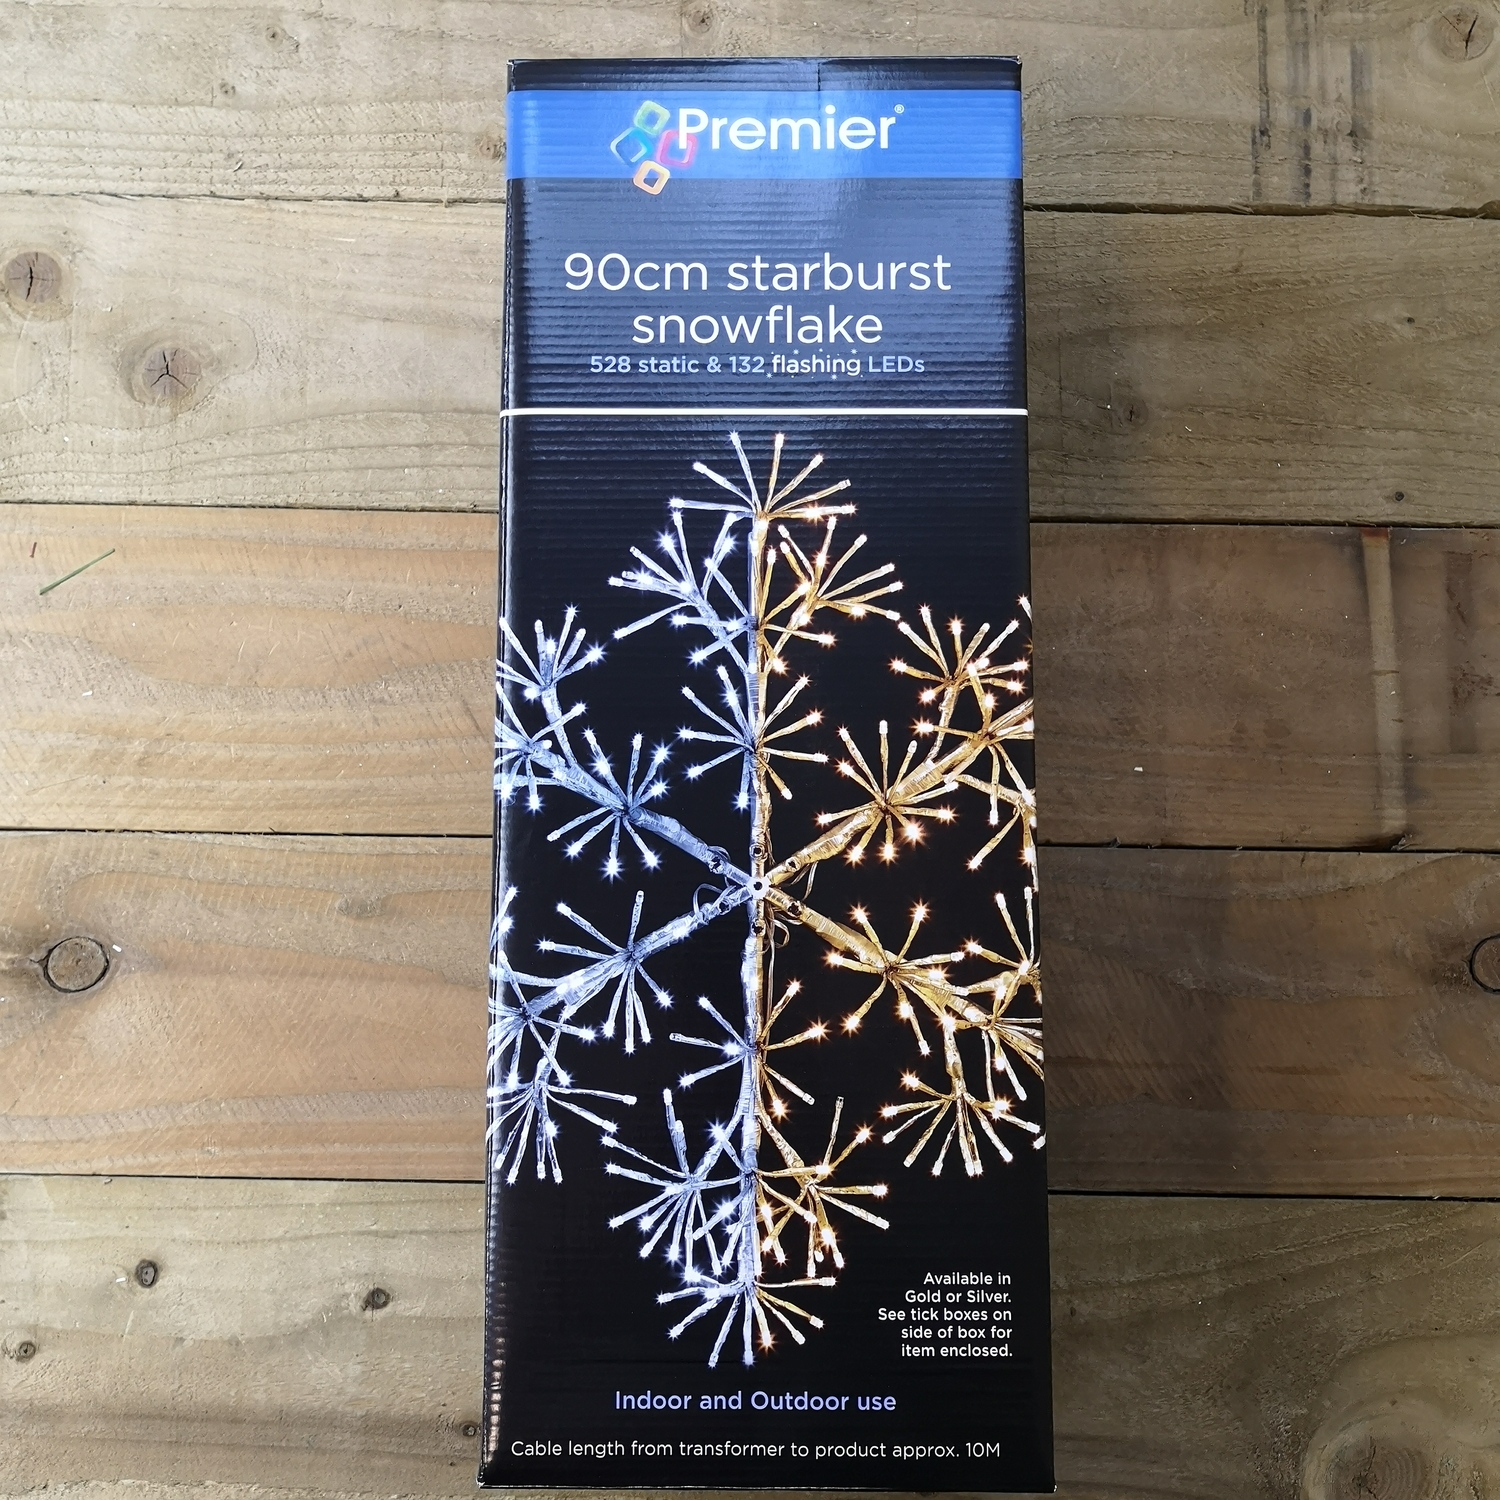 Premier®
90cm starburst
snowflake
528 static & 132 flashing LEDs
Available in
Gold or Silver.
See tick boxes on
side of box for
item enclosed.
Indoor and Outdoor use
Cable length from transformer to product approx. 10M